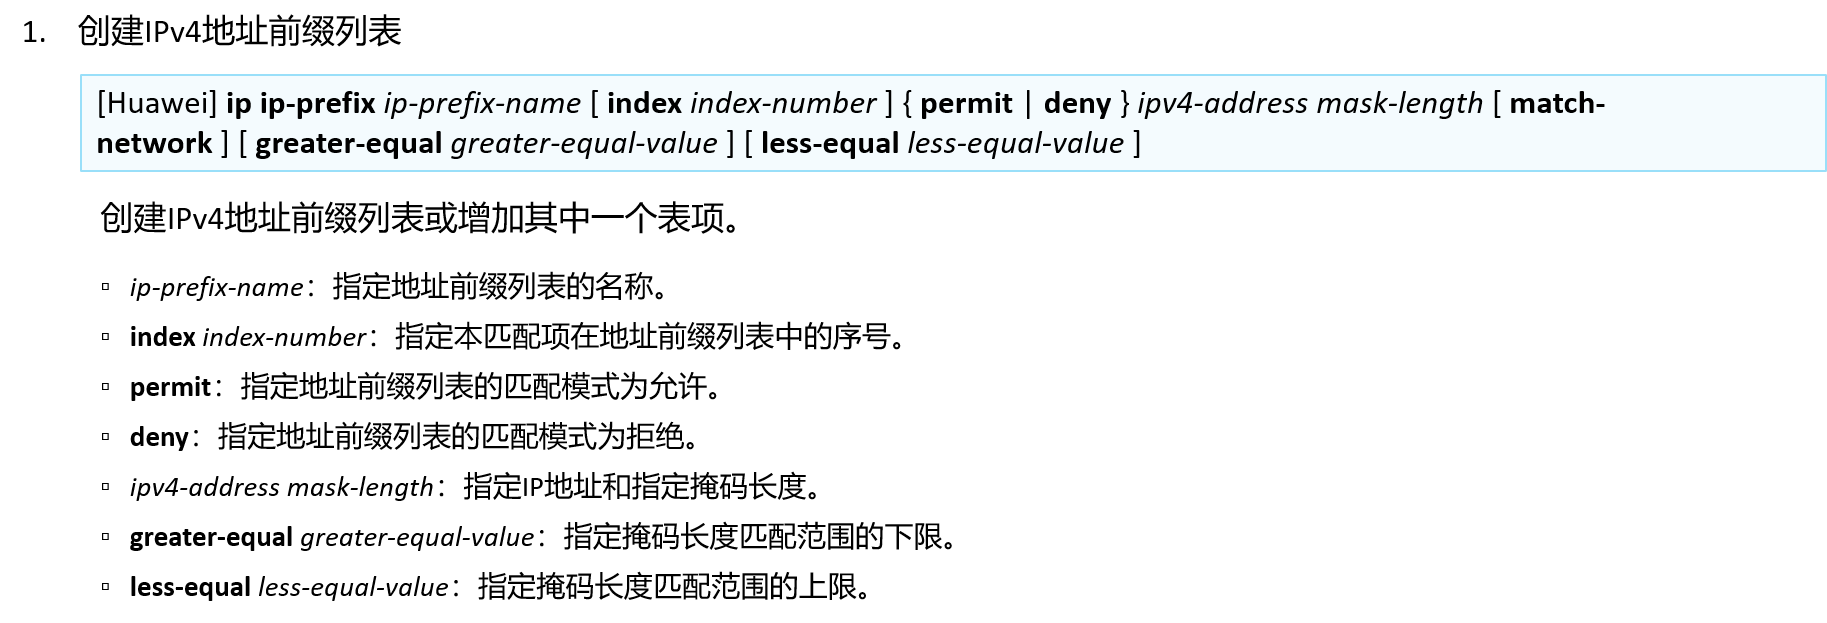 1. 创建IPv4地址前缀列表
[Huawei] ip ip-prefix ip-prefix-name [ index index-number ] { permit | deny } ipv4-address mask-length [ match-
network ] [ greater-equal greater-equal-value ] [ less-equal less-equal-value ]
创建IPv4地址前缀列表或增加其中一个表项。
▫ ip-prefix-name：指定地址前缀列表的名称。
▫ index index-number：指定本匹配项在地址前缀列表中的序号。
▫ permit：指定地址前缀列表的匹配模式为允许。
▫ deny：指定地址前缀列表的匹配模式为拒绝。
▫ ipv4-address mask-length：指定IP地址和指定掩码长度。
▫ greater-equal greater-equal-value：指定掩码长度匹配范围的下限。
▫ less-equal less-equal-value：指定掩码长度匹配范围的上限。